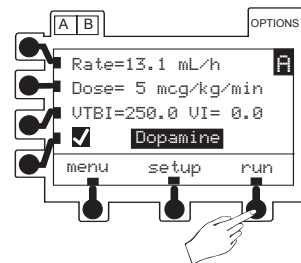 A B OPTIONS
Rate=13.1 mL/h A
Dose= 5 mcg/kg/min
VTBI=250.0 VI= 0.0
Dopamine
menu setup run